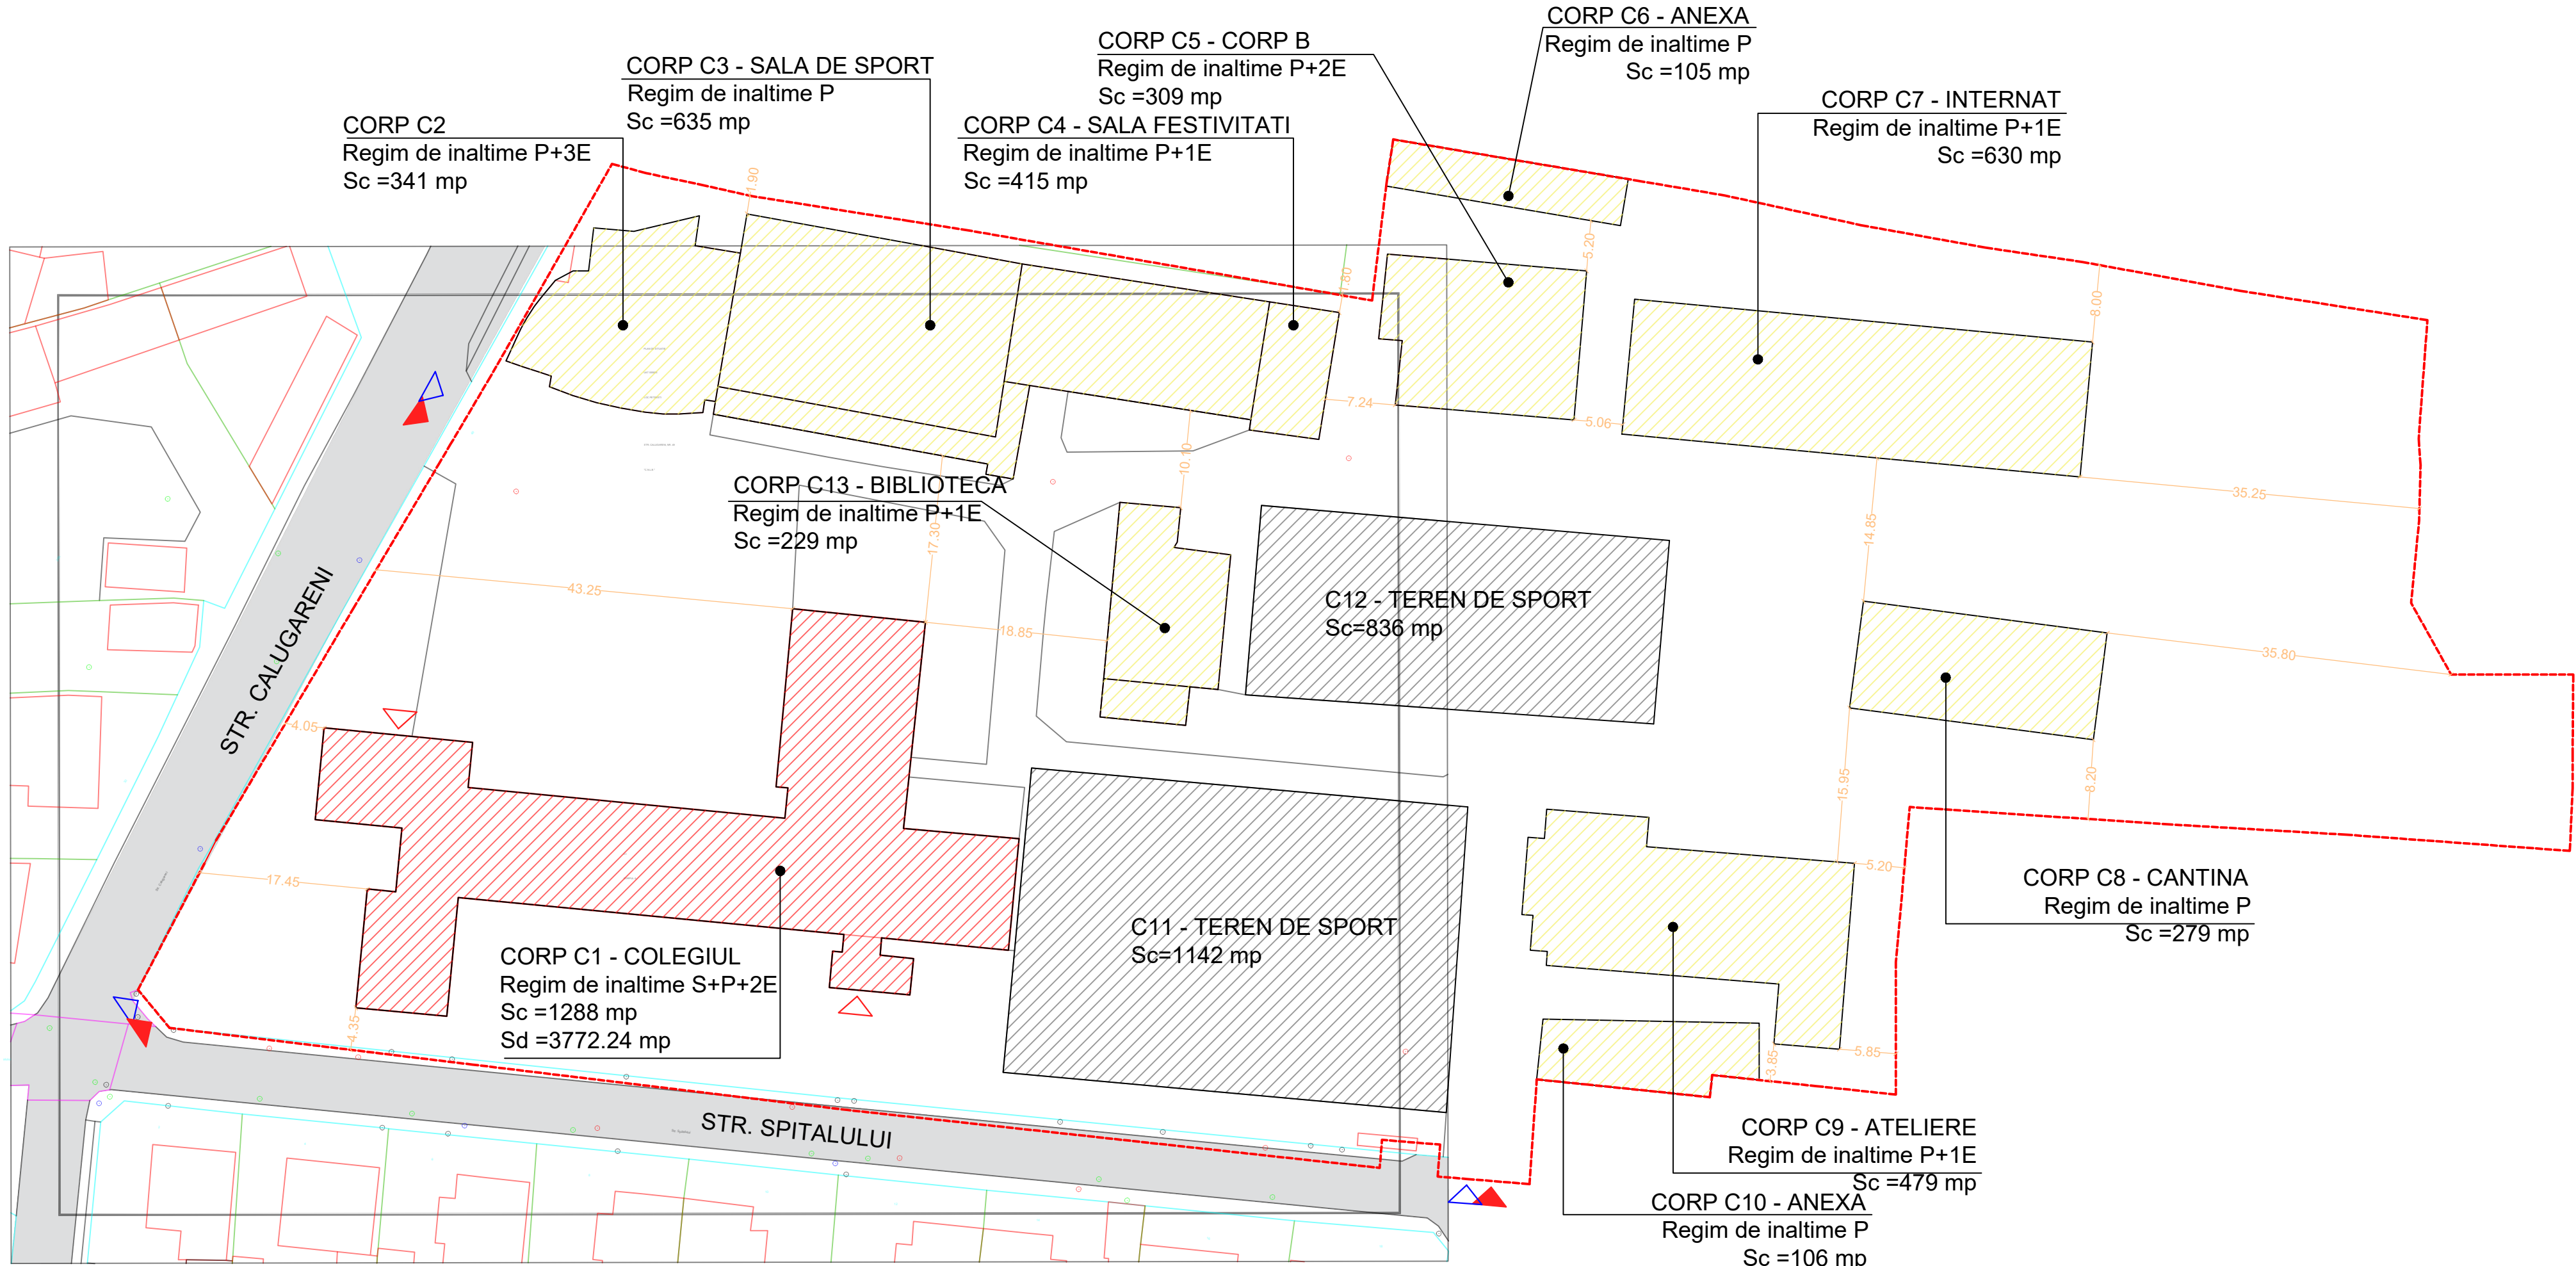 CORP C6 - ANEXA
Regim de inaltime P
Sc =105 mp
CORP C5 - CORP B
Regim de inaltime P+2E
Sc =309 mp
CORP C3 - SALA DE SPORT
Regim de inaltime P
Sc =635 mp
CORP C7 - INTERNAT
Regim de inaltime P+1E
Sc =630 mp
CORP C2
Regim de inaltime P+3E
Sc =341 mp
CORP C4 - SALA FESTIVITATI
Regim de inaltime P+1E
Sc =415 mp
1.90
5.20
1.80
8.00
7.24
5.06
10.10
35.25
CORP C13 - BIBLIOTECA
Regim de inaltime P+1E
Sc =229 mp
17.30
14.85
43.25
18.85
C12 - TEREN DE SPORT
Sc=836 mp
STR. CALUGARENI
35.80
4.05
15.95
8.20
17.45
5.20
CORP C8 - CANTINA
Regim de inaltime P
Sc =279 mp
C11 - TEREN DE SPORT
Sc=1142 mp
CORP C1 - COLEGIUL
Regim de inaltime S+P+2E
Sc =1288 mp
Sd =3772.24 mp
4.35
3.85
5.85
STR. SPITALULUI
CORP C9 - ATELIERE
Regim de inaltime P+1E
Sc =479 mp
CORP C10 - ANEXA
Regim de inaltime P
Sc =106 mp